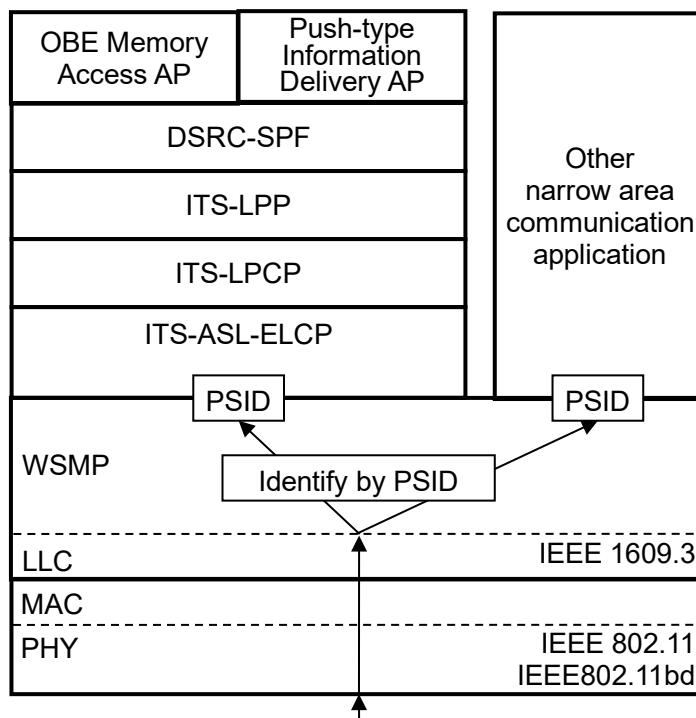 OBE Memory
Access AP
Push-type
Information
Delivery AP
DSRC-SPF
ITS-LPP
ITS-LPCP
ITS-ASL-ELCP
Other
narrow area
communication
application
PSID
PSID
WSMP
Identify by PSID
LLC
IEEE 1609.3
MAC
PHY
IEEE 802.11
IEEE802.11bd